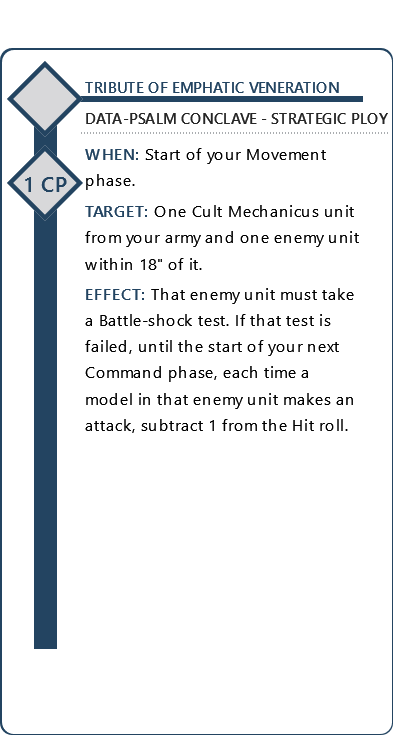 TRIBUTE OF EMPHATIC VENERATION
DATA-PSALM CONCLAVE - STRATEGIC PLOY
1 CP
WHEN: Start of your Movement
phase.
TARGET: One Cult Mechanicus unit
from your army and one enemy unit
within 18" of it.
EFFECT: That enemy unit must take
a Battle-shock test. If that test is
failed, until the start of your next
Command phase, each time a
model in that enemy unit makes an
attack, subtract 1 from the Hit roll.